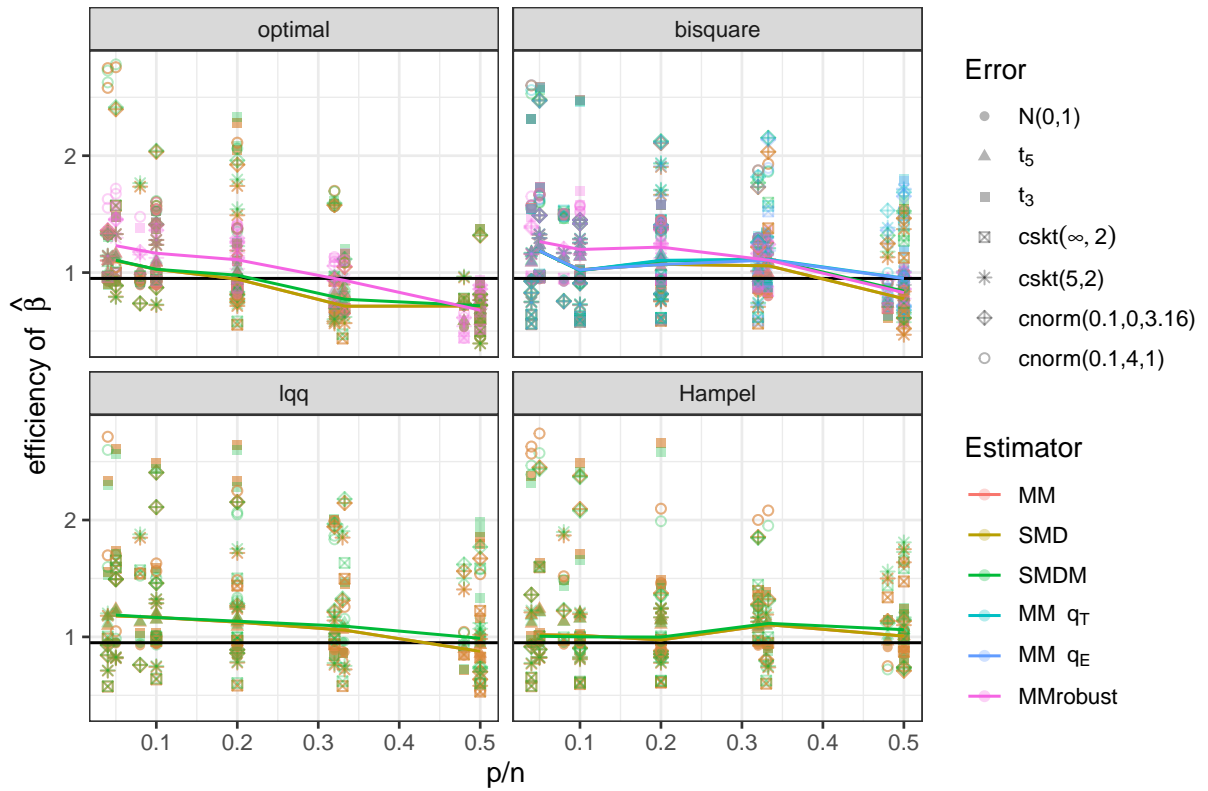 optimal
bisquare
2
1
lqq
Hampel
2
1
0.1 0.2 0.3 0.4 0.5
0.1 0.2 0.3 0.4 0.5
p/n
efficiency of β̂
Error
N(0,1)
t₅
t₃
cskt(∞, 2)
cskt(5,2)
cnorm(0.1,0,3.16)
cnorm(0.1,4,1)
Estimator
MM
SMD
SMDM
MM q_T
MM q_E
MMrobust